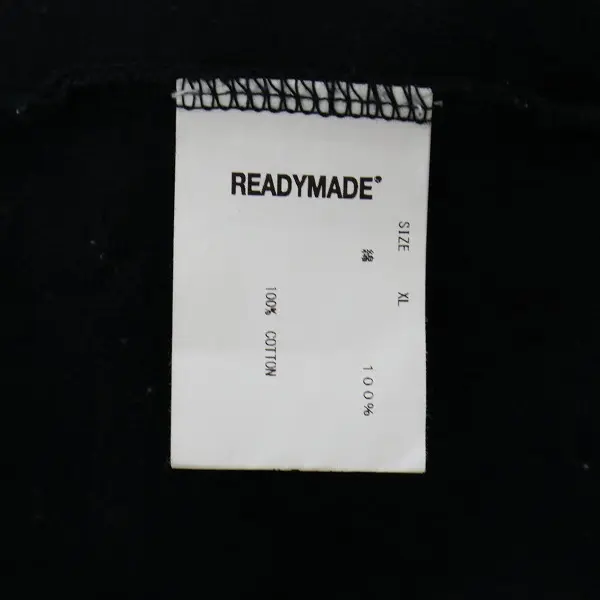 READYMADE®
SIZE XL
綿 100%
100% COTTON